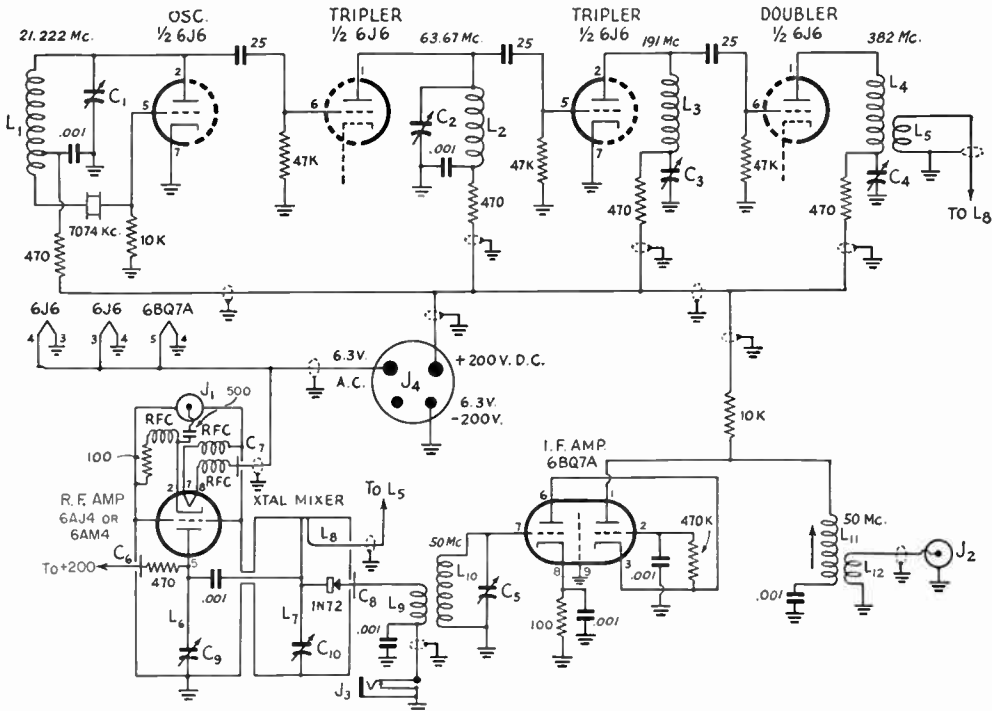 OSC.
½ 6J6
TRIPLER
½ 6J6
TRIPLER
½ 6J6
DOUBLER
½ 6J6
21.222 Mc.
25
63.67 Mc.
25
191 Mc
25
382 Mc.
L1
C1
.001
2
5
7
1
6
47K
C2
L2
.001
470
2
5
7
47K
L3
C3
470
1
6
47K
L4
L5
C4
470
TO L8
7074 Kc.
10K
470
6J6
6J6
6BQ7A
4
3
3
4
5
4
6.3V.
A.C.
J4
+200V. D.C.
6.3V.
-200V.
10K
J1
500
RFC
RFC
C7
RFC
100
2
7
8
R.F. AMP
6AJ4 OR
6AM4
XTAL MIXER
TO L5
L8
C6
TO +200
470
5
.001
1N72
C8
L6
L7
C9
C10
L9
.001
J3
50 Mc
L10
C5
I.F. AMP.
6BQ7A
6
1
7
2
8
9
3
470K
.001
100
.001
50 Mc.
L11
L12
J2
.001